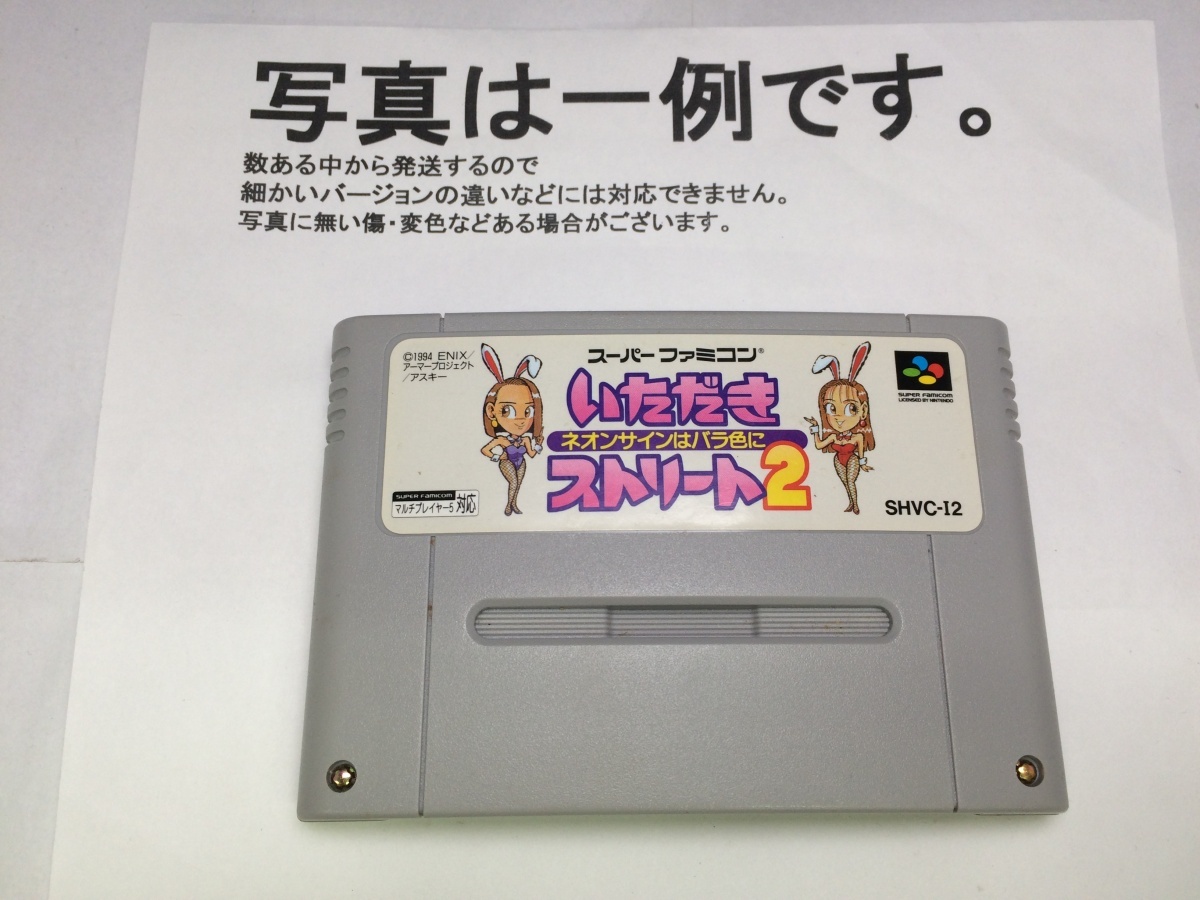 写真は一例です。
数ある中から発送するので
細かいバージョンの違いなどには対応できません。
写真に無い傷・変色などある場合がございます。
©1994 ENIX/
アーマープロジェクト
/アスキー
スーパーファミコン®
いただき
ネオンサインはバラ色に
ストリート2
SUPER FAMICOM
LICENSED BY NINTENDO
SUPER FAMICOM
マルチプレイヤー5 対応
SHVC-I2